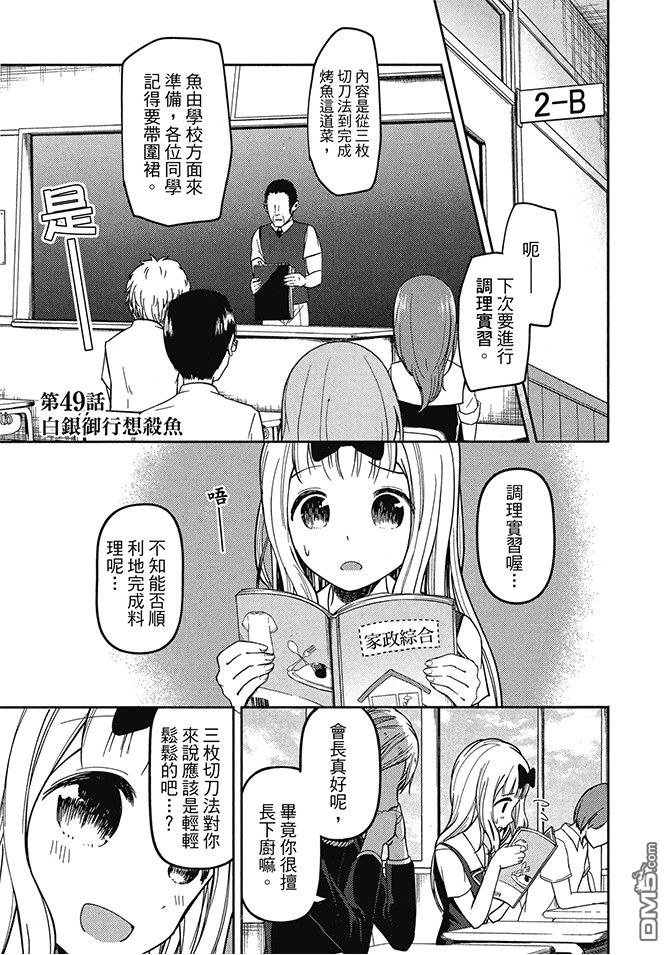 2-B
呃──
下次要進行
調理實習。
內容是從三枚
切刀法到完成
烤魚這道菜，
魚由學校方面來
準備，各位同學
記得要帶圍裙。
是──
第49話
白銀御行想殺魚
調理實習喔…
唔──
家政綜合
不知能否順
利地完成料
理呢…
會長真好呢，
畢竟你很擅
長下廚嘛。
三枚切刀法對你
來說應該是輕輕
鬆鬆的吧…？
DM5.com